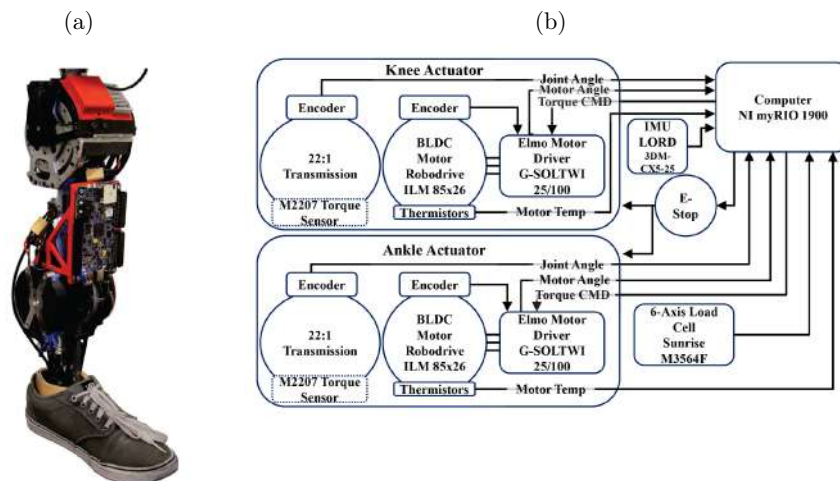 (a)
(b)
Knee Actuator
Joint Angle
Motor Angle
Torque CMD
Encoder
Encoder
22:1
Transmission
M2207 Torque
Sensor
BLDC
Motor
Robodrive
ILM 85x26
Thermistors
Elmo Motor
Driver
G-SOLTWI
25/100
Motor Temp
Computer
NI myRIO 1900
IMU
LORD
3DM-
CX5-25
E-
Stop
Ankle Actuator
Joint Angle
Motor Angle
Torque CMD
Encoder
Encoder
22:1
Transmission
M2207 Torque
Sensor
BLDC
Motor
Robodrive
ILM 85x26
Thermistors
Elmo Motor
Driver
G-SOLTWI
25/100
Motor Temp
6-Axis Load
Cell
Sunrise
M3564F